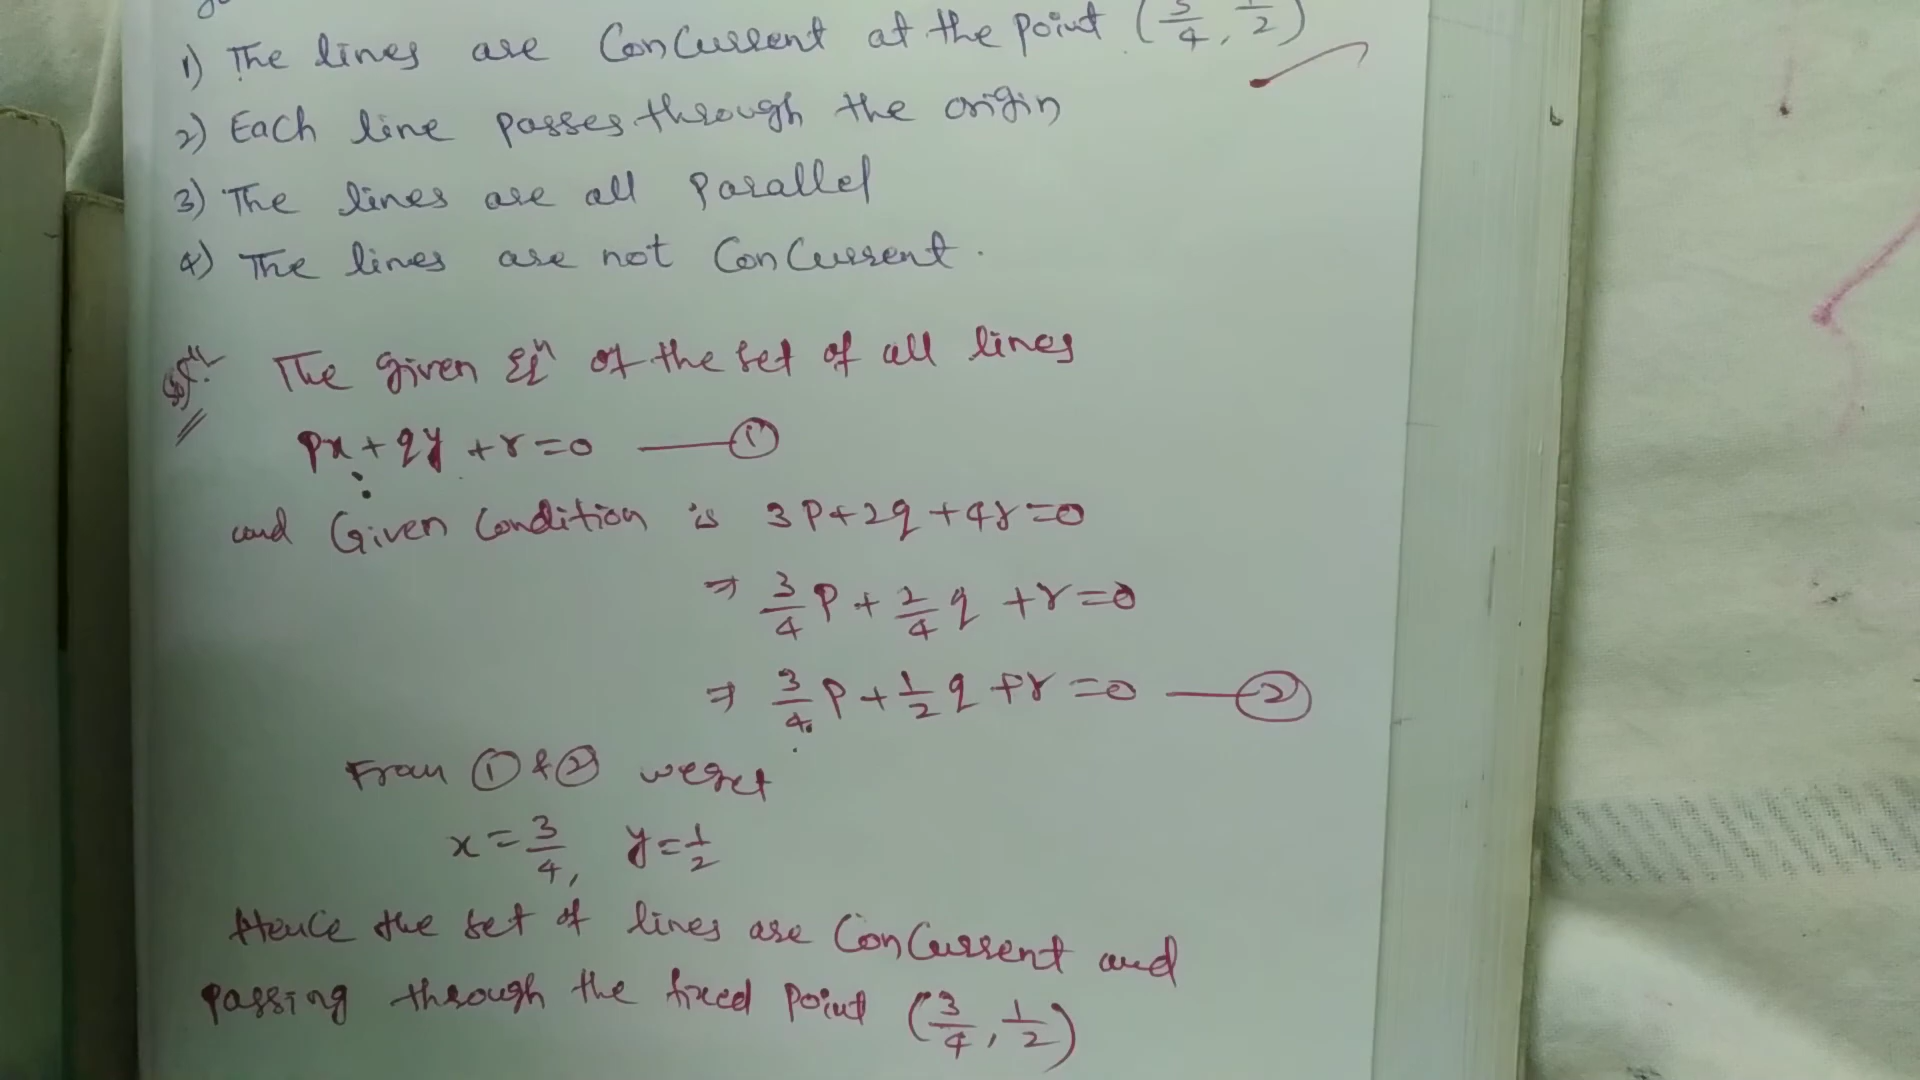 1) The lines are Concurrent at the point (3/4, 1/2)
2) Each line passes through the origin
3) The lines are all parallel
4) The lines are not Concurrent.
Sol: The given Eqn of the set of all lines
px + qy + r = 0 —— ①
and Given Condition is 3p + 2q + 4r = 0
⇒ 3/4 p + 2/4 q + r = 0
⇒ 3/4 p + 1/2 q + r = 0 —— ②
From ① & ② we get
x = 3/4, y = 1/2
Hence the set of lines are Concurrent and
passing through the fixed point (3/4, 1/2)